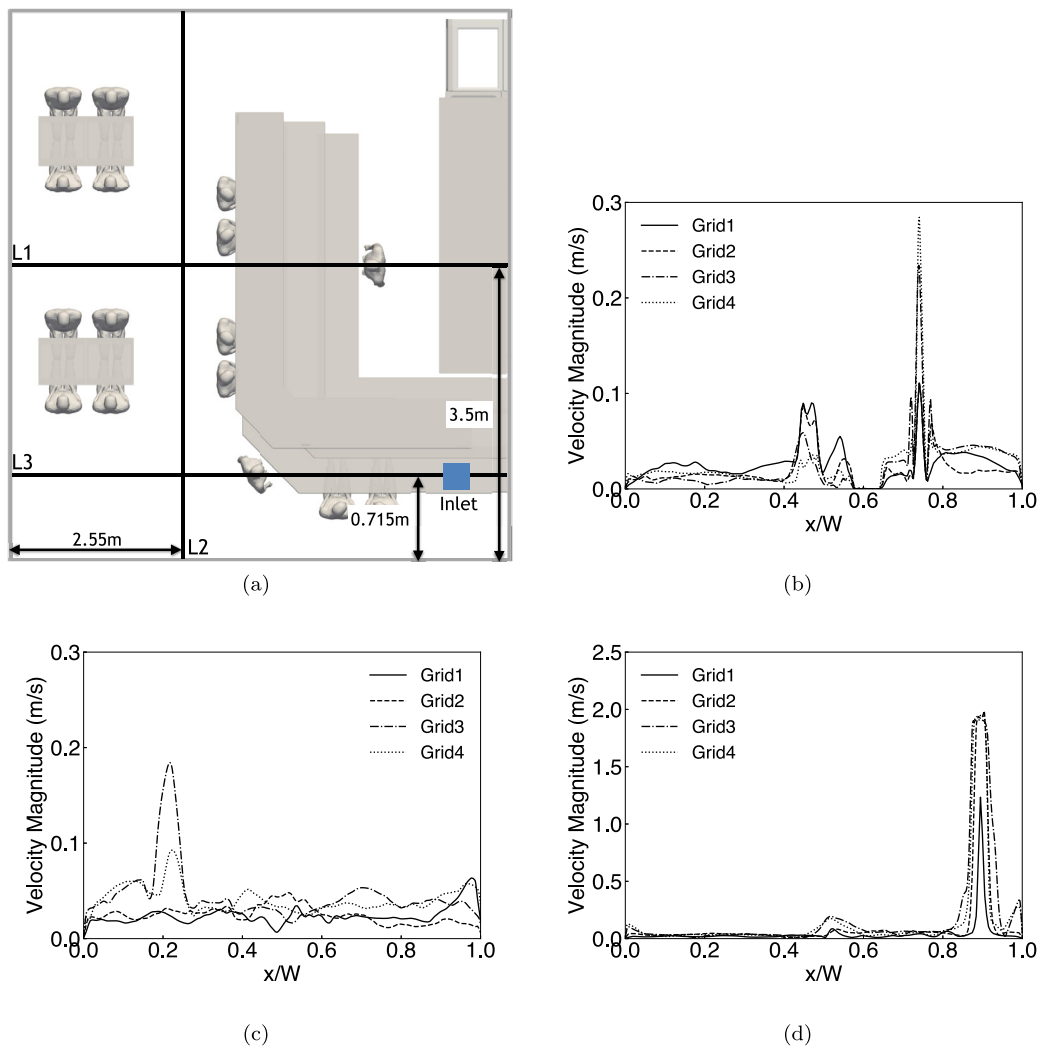 L1
L3
3.5m
Inlet
0.715m
2.55m
L2
(a)
Velocity Magnitude (m/s)
0.3
0.2
0.1
0.0
Grid1
Grid2
Grid3
Grid4
0.0 0.2 0.4 0.6 0.8 1.0
x/W
(b)
Velocity Magnitude (m/s)
0.3
0.2
0.1
0.0
Grid1
Grid2
Grid3
Grid4
0.0 0.2 0.4 0.6 0.8 1.0
x/W
(c)
Velocity Magnitude (m/s)
2.5
2.0
1.5
1.0
0.5
0.0
Grid1
Grid2
Grid3
Grid4
0.0 0.2 0.4 0.6 0.8 1.0
x/W
(d)